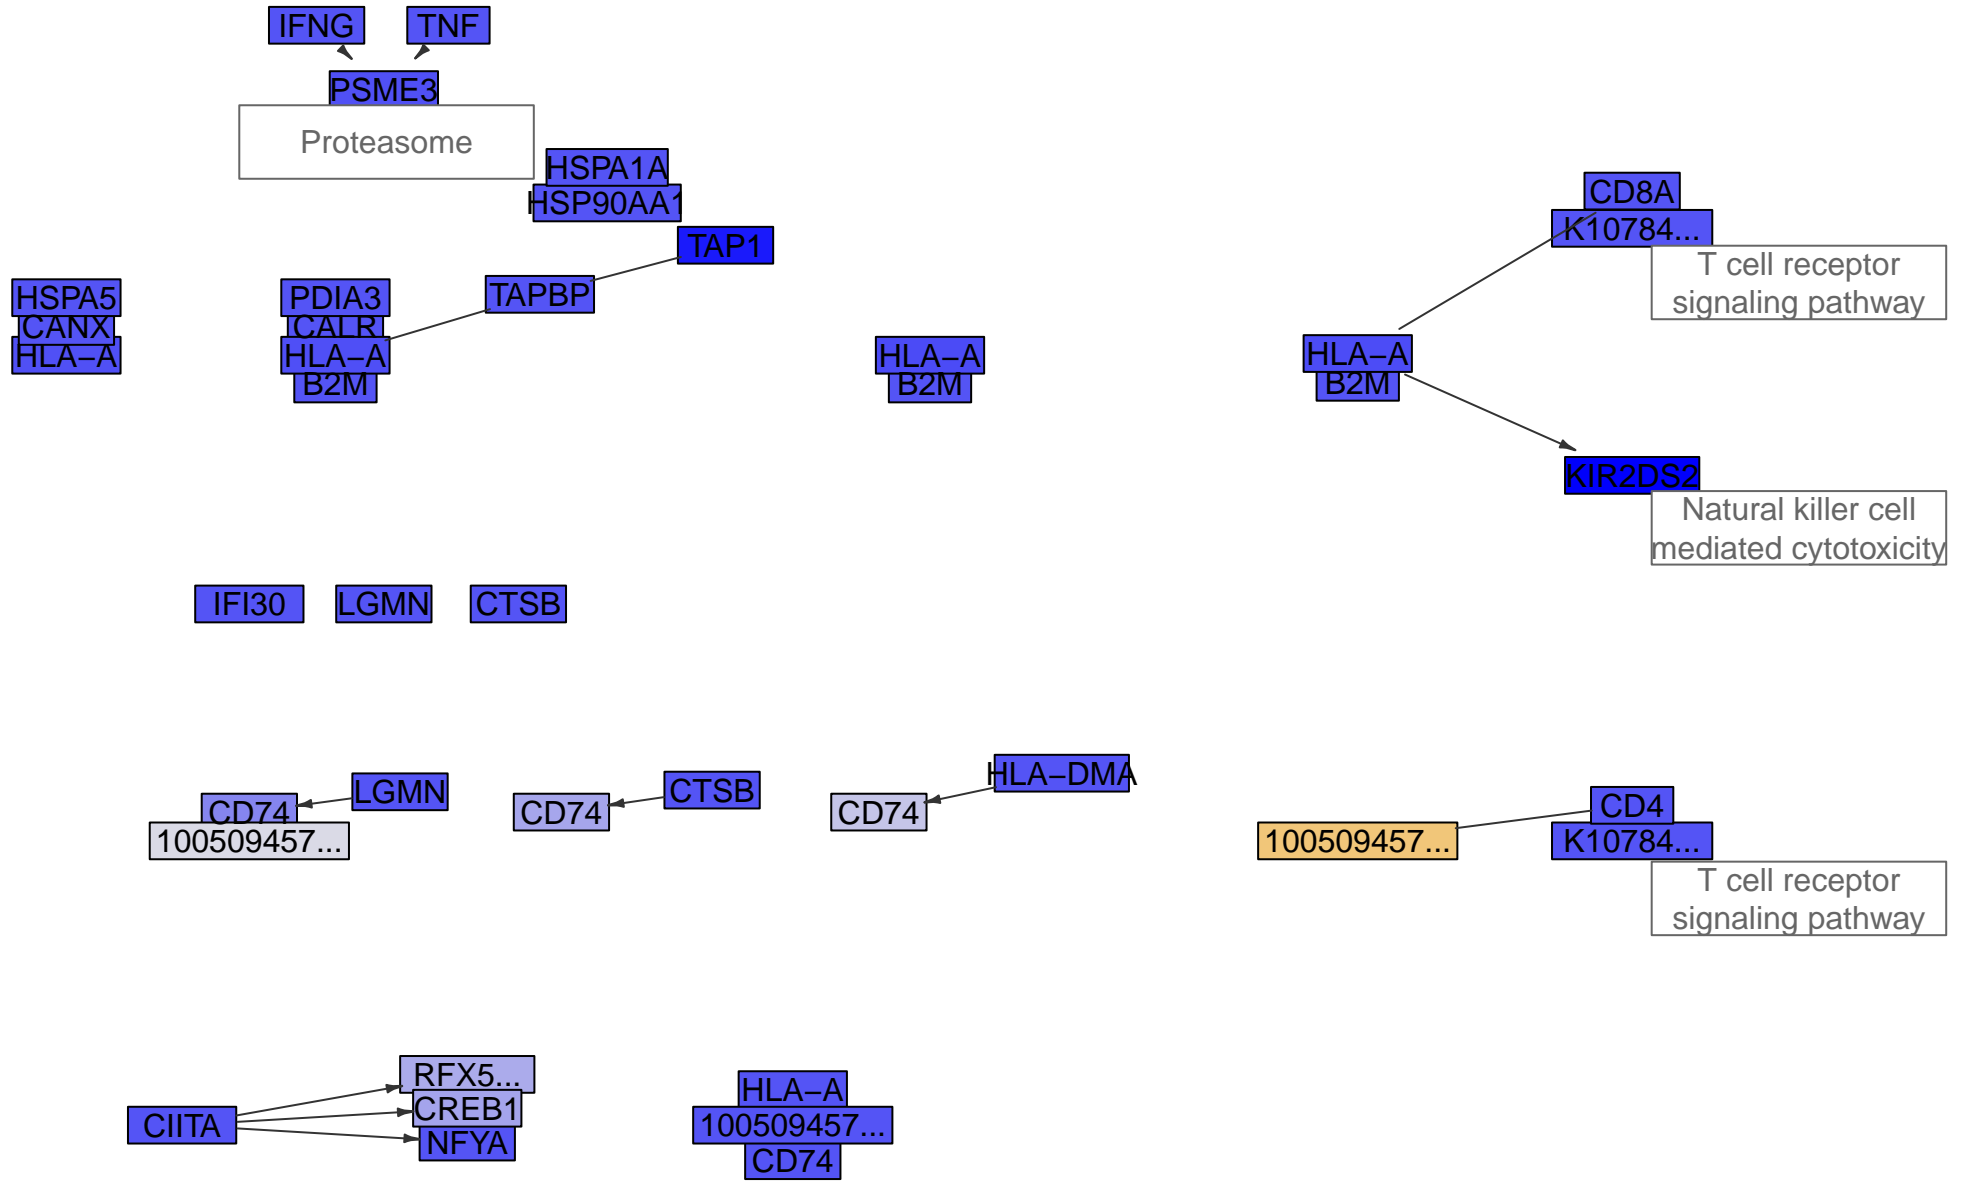 IFNG
TNF
PSME3
Proteasome
HSPA1A
HSP90AA1
TAP1
CD8A
K10784...
T cell receptor
signaling pathway
HSPA5
CANX
HLA−A
PDIA3
CALR
HLA−A
B2M
TAPBP
HLA−A
B2M
HLA−A
B2M
KIR2DS2
Natural killer cell
mediated cytotoxicity
IFI30
LGMN
CTSB
CD74
100509457...
LGMN
CD74
CTSB
CD74
HLA−DMA
100509457...
CD4
K10784...
T cell receptor
signaling pathway
CIITA
RFX5...
CREB1
NFYA
HLA−A
100509457...
CD74